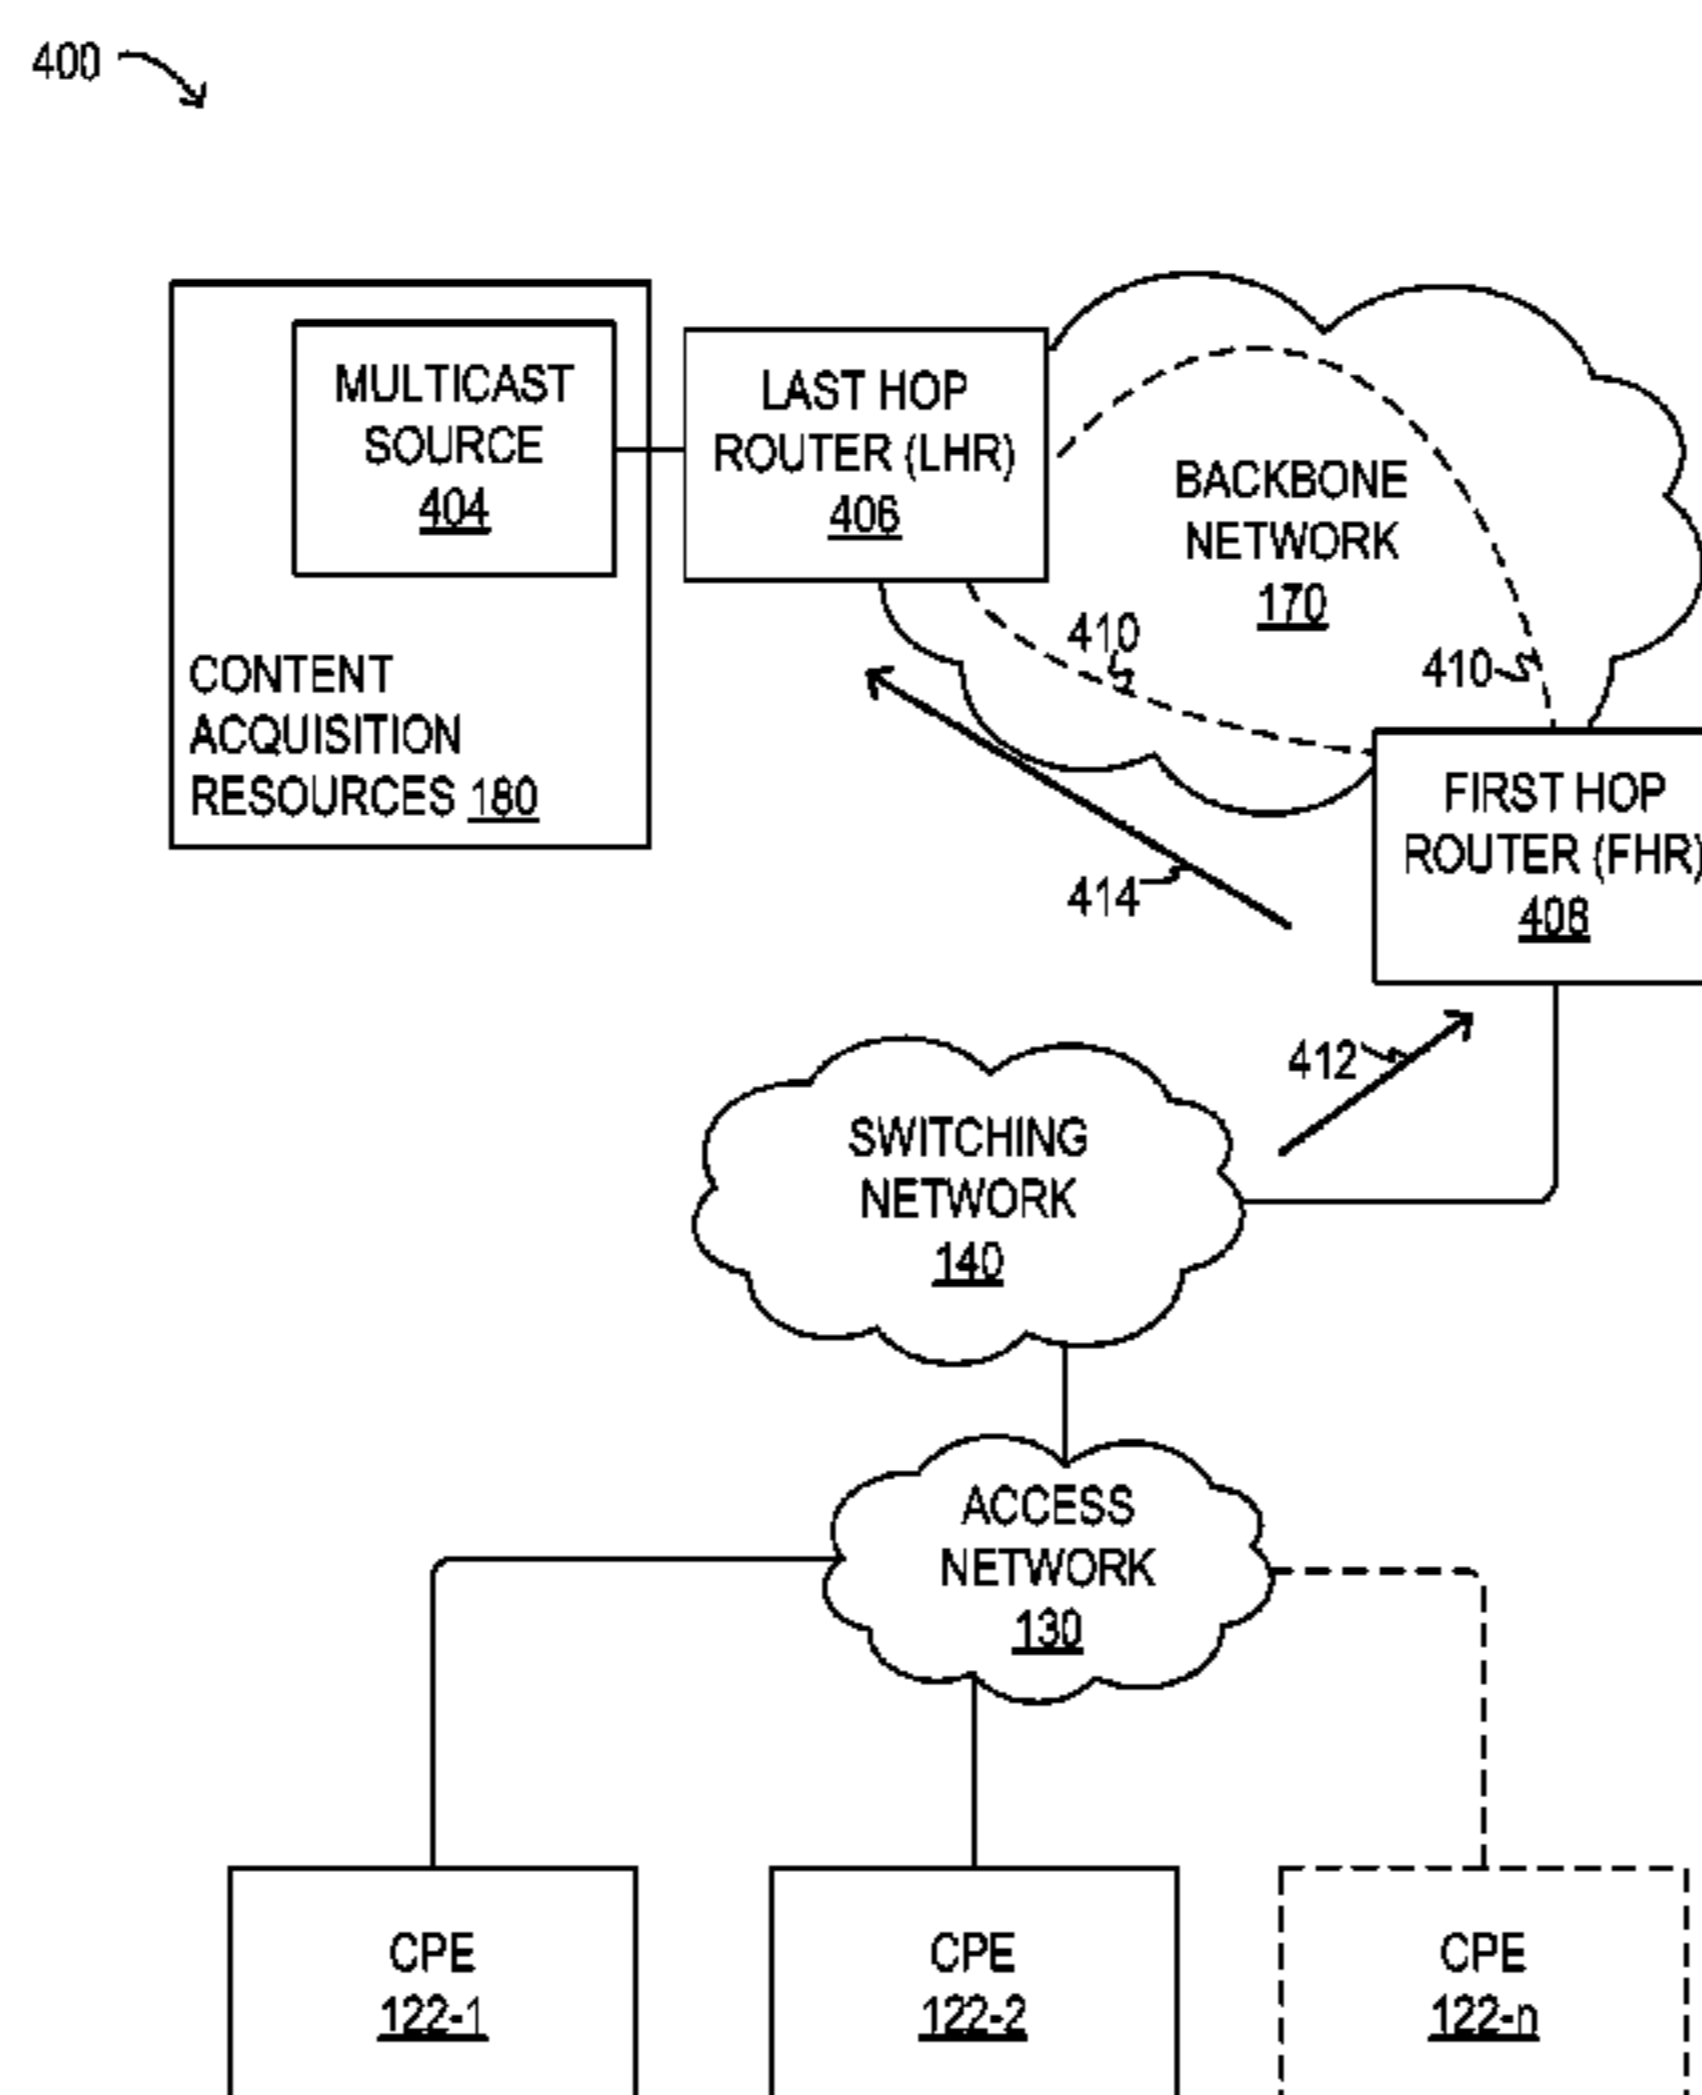 400
MULTICAST
SOURCE
404
CONTENT
ACQUISITION
RESOURCES 180
LAST HOP
ROUTER (LHR)
406
BACKBONE
NETWORK
170
410
410
FIRST HOP
ROUTER (FHR)
408
414
412
SWITCHING
NETWORK
140
ACCESS
NETWORK
130
CPE
122-1
CPE
122-2
CPE
122-n